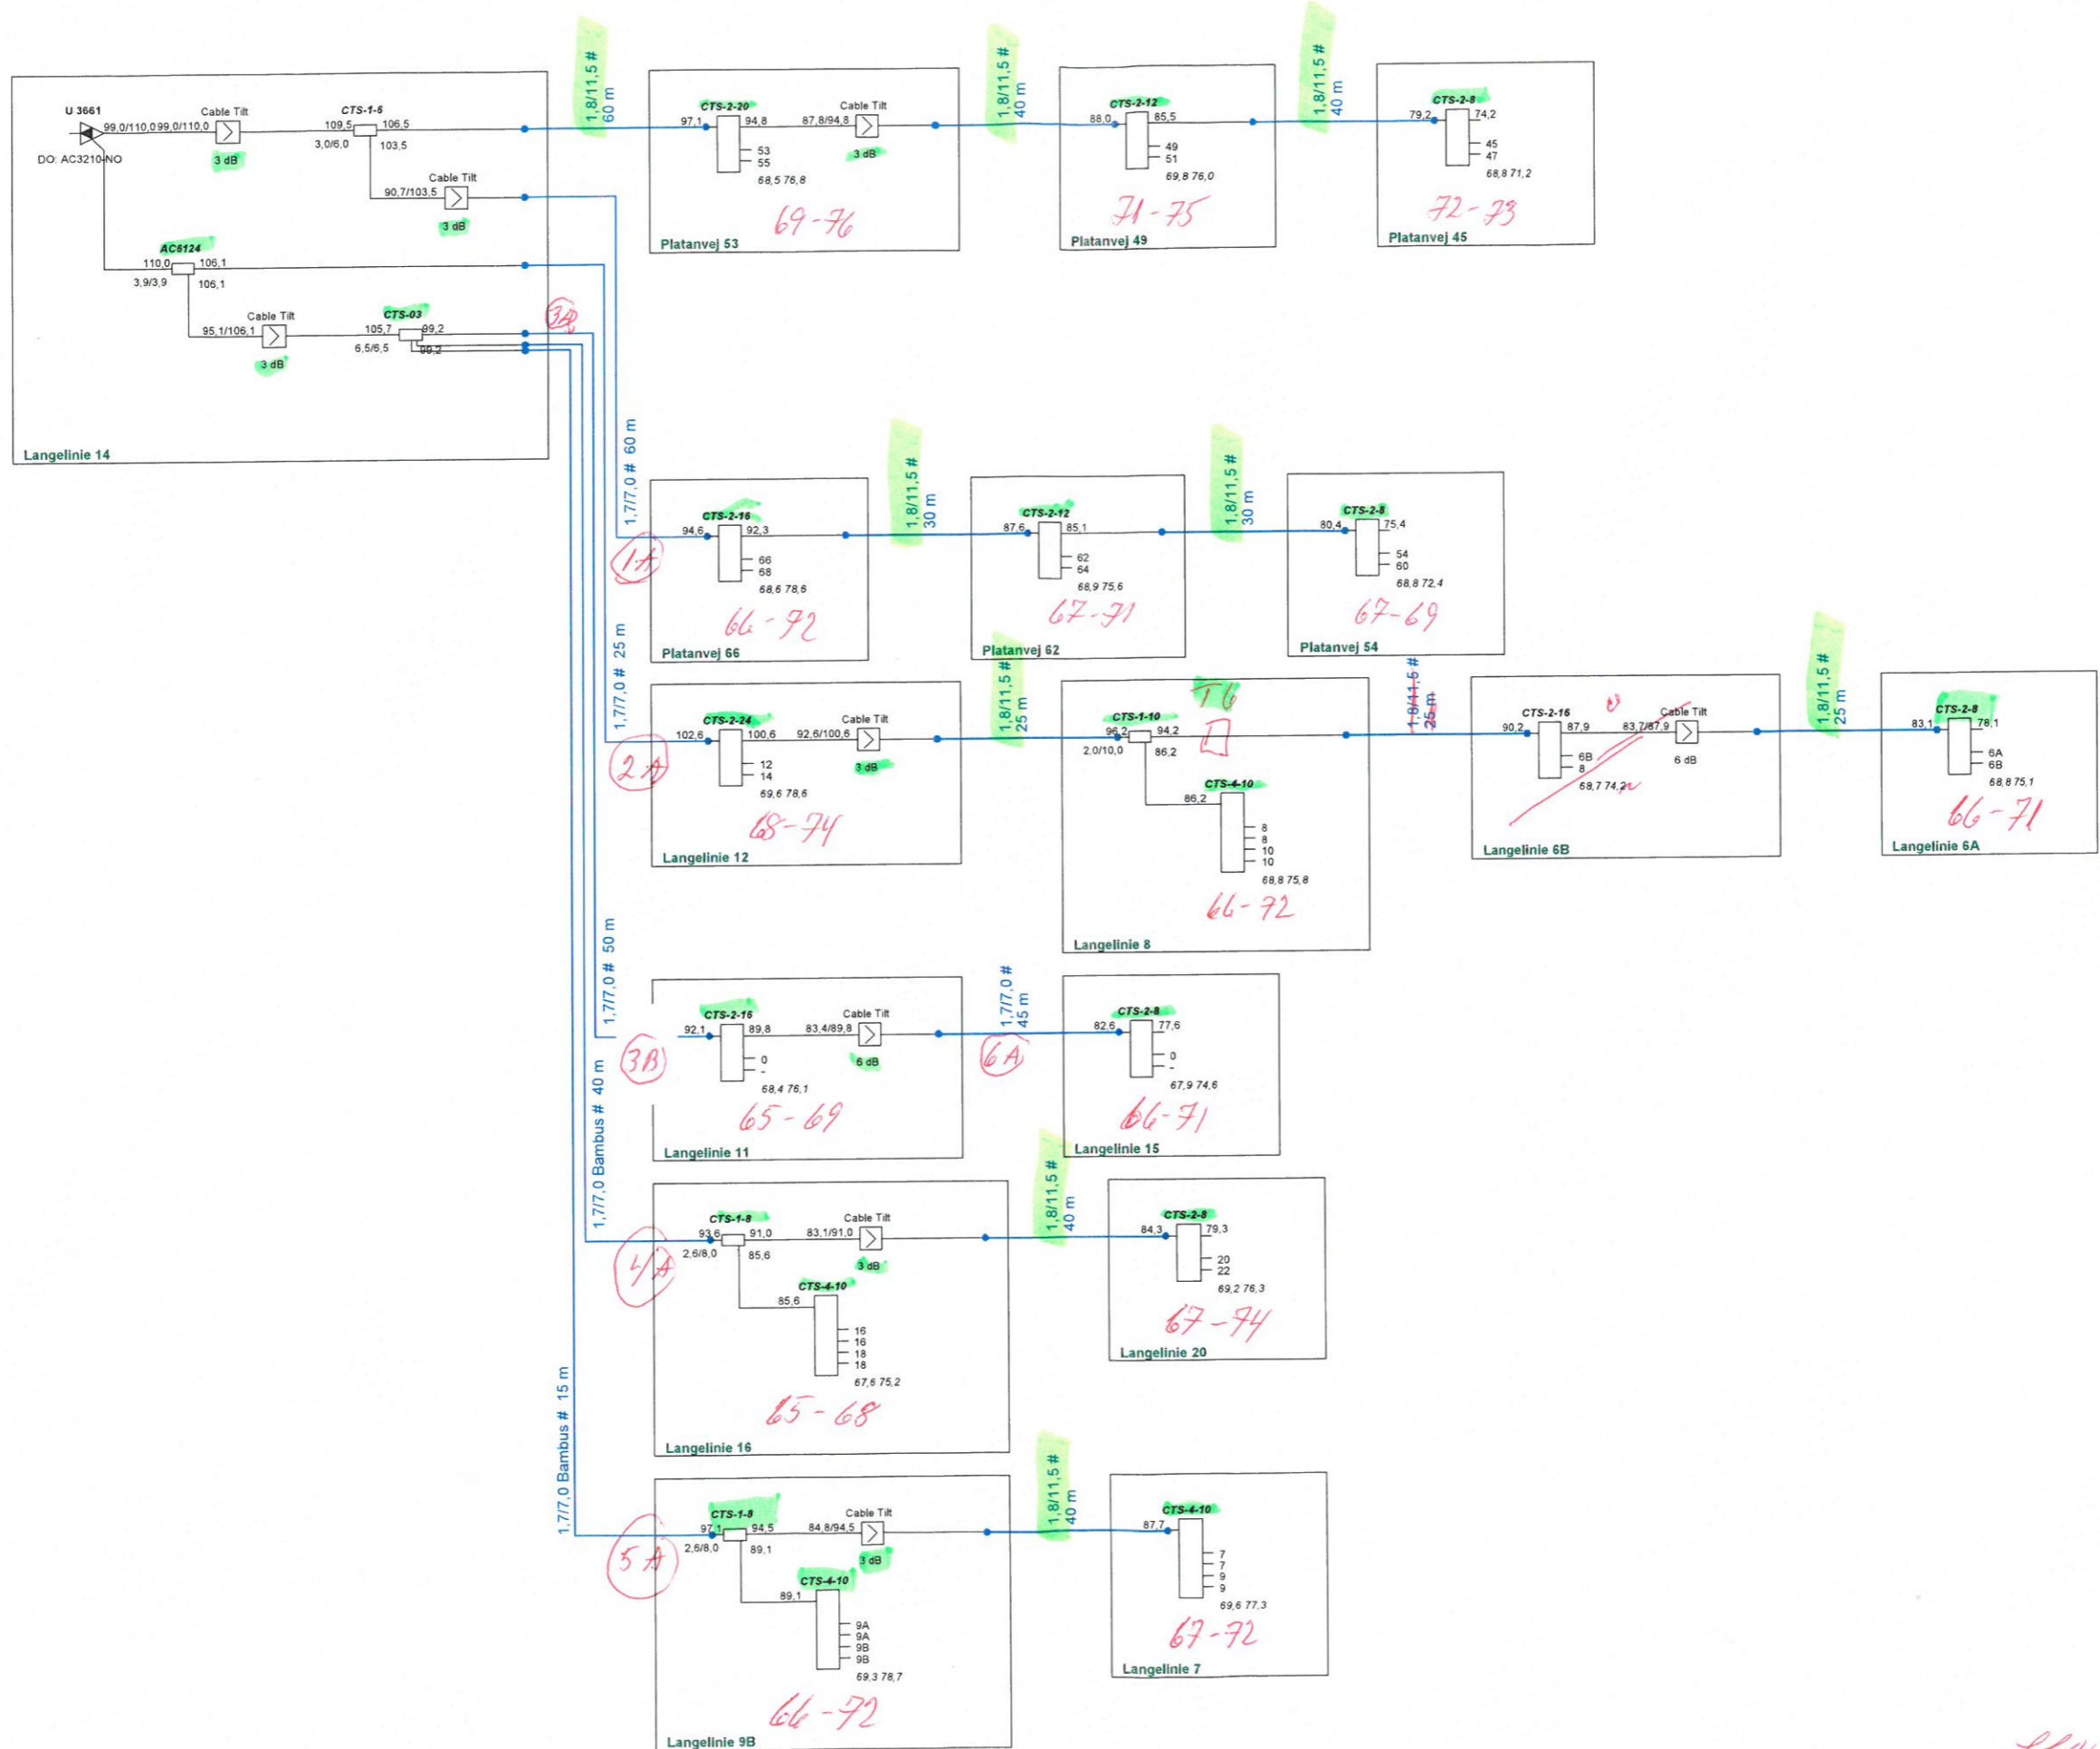 U 3661
99,0/110,0 99,0/110,0
DO: AC3210-NO
Cable Tilt
3 dB
CTS-1-6
109,5 106,5
3,0/6,0 103,5
Cable Tilt
90,7/103,5
3 dB
AC6124
110,0 106,1
3,9/3,9 106,1
Cable Tilt
95,1/106,1
3 dB
CTS-03
105,7 99,2
6,5/6,5 99,2
3A
Langelinie 14
1,8/11,5 #
60 m
CTS-2-20
97,1 94,8
53
55
68,5 76,8
Cable Tilt
87,8/94,8
3 dB
69-76
Platanvej 53
1,8/11,5 #
40 m
CTS-2-12
88,0 85,5
49
51
69,8 76,0
71-75
Platanvej 49
1,8/11,5 #
40 m
CTS-2-8
79,2 74,2
45
47
68,8 71,2
72-73
Platanvej 45
1,7/7,0 # 60 m
1A
CTS-2-16
94,6 92,3
66
68
68,6 78,6
66-72
Platanvej 66
1,8/11,5 #
30 m
CTS-2-12
87,6 85,1
62
64
68,9 75,6
67-71
Platanvej 62
1,8/11,5 #
30 m
CTS-2-8
80,4 75,4
54
60
68,8 72,4
67-69
Platanvej 54
1,7/7,0 # 25 m
2A
CTS-2-24
102,6 100,6
12
14
69,6 78,6
Cable Tilt
92,6/100,6
3 dB
68-74
Langelinie 12
1,8/11,5 #
25 m
T6
CTS-1-10
96,2 94,2
2,0/10,0 86,2
CTS-4-10
86,2
8
8
10
10
68,8 75,8
66-72
Langelinie 8
1,8/11,5 #
25 m
CTS-2-16
90,2 87,9
6B
8
68,7 74,2
Cable Tilt
83,7/87,9
6 dB
Langelinie 6B
1,8/11,5 #
25 m
CTS-2-8
83,1 78,1
6A
6B
68,8 75,1
66-71
Langelinie 6A
1,7/7,0 # 50 m
3B
CTS-2-16
92,1 89,8
0
-
68,4 76,1
Cable Tilt
83,4/89,8
6 dB
65-69
Langelinie 11
1,7/7,0 #
45 m
6A
CTS-2-8
82,6 77,6
0
-
67,9 74,6
66-71
Langelinie 15
1,7/7,0 Bambus # 40 m
4A
CTS-1-8
93,6 91,0
2,6/8,0 85,6
Cable Tilt
83,1/91,0
3 dB
CTS-4-10
85,6
16
16
18
18
67,6 75,2
65-68
Langelinie 16
1,8/11,5 #
40 m
CTS-2-8
84,3 79,3
20
22
69,2 76,3
67-74
Langelinie 20
1,7/7,0 Bambus # 15 m
5A
CTS-1-8
97,1 94,5
2,6/8,0 89,1
Cable Tilt
84,8/94,5
3 dB
CTS-4-10
89,1
9A
9A
9B
9B
69,3 78,7
66-72
Langelinie 9B
1,8/11,5 #
40 m
CTS-4-10
87,7
7
7
9
9
69,6 77,3
67-72
Langelinie 7